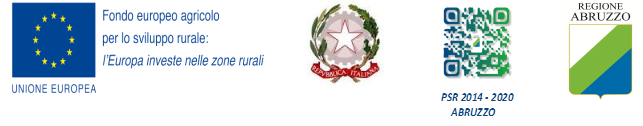 Fondo europeo agricolo
per lo sviluppo rurale:
l'Europa investe nelle zone rurali
UNIONE EUROPEA
REPVBBLICA ITALIANA
PSR 2014 - 2020
ABRUZZO
REGIONE
ABRUZZO